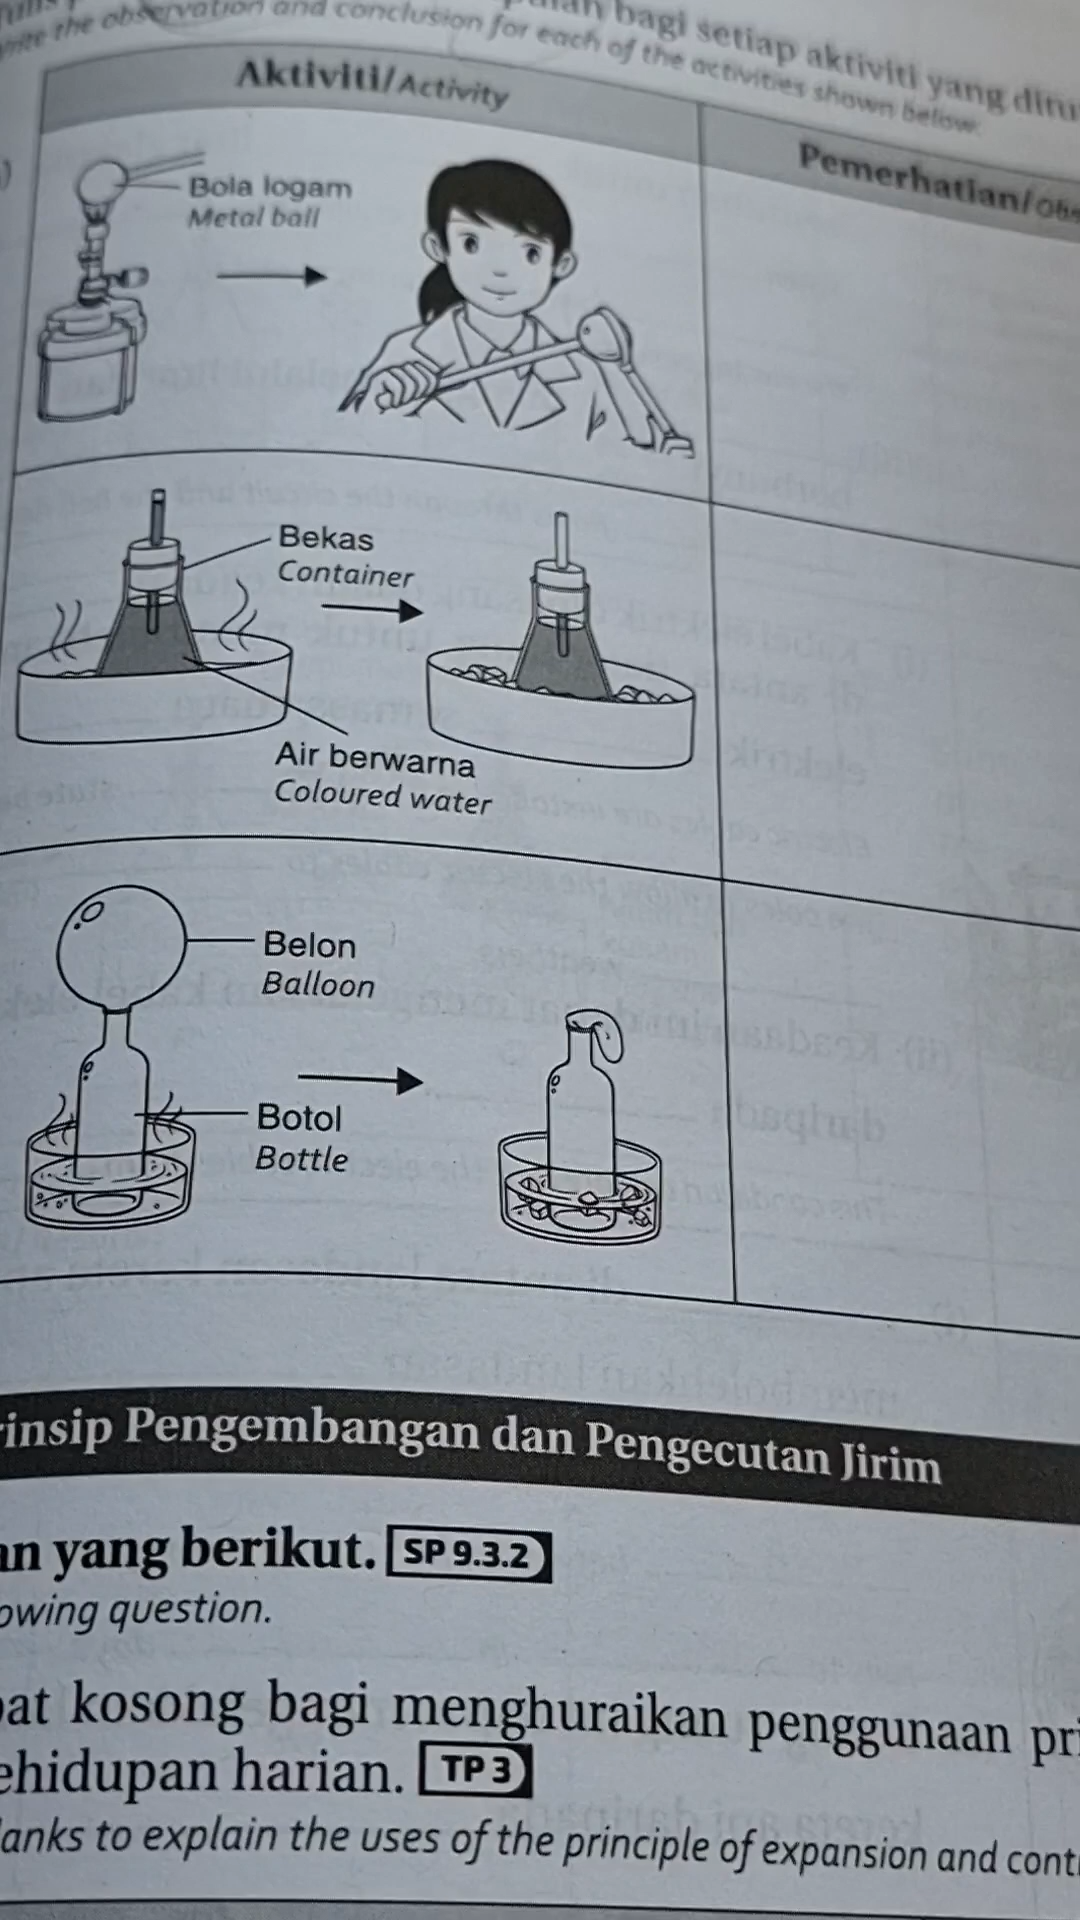 bagi setiap aktiviti yang
the observation and conclusion for each of the activities shown below.
Aktiviti/Activity
Pemerhatian/Obs
Bola logam
Metal ball
Bekas
Container
Air berwarna
Coloured water
Belon
Balloon
Botol
Bottle
rinsip Pengembangan dan Pengecutan Jirim
an yang berikut. SP 9.3.2
owing question.
at kosong bagi menghuraikan penggunaan pri
ehidupan harian. TP 3
lanks to explain the uses of the principle of expansion and cont